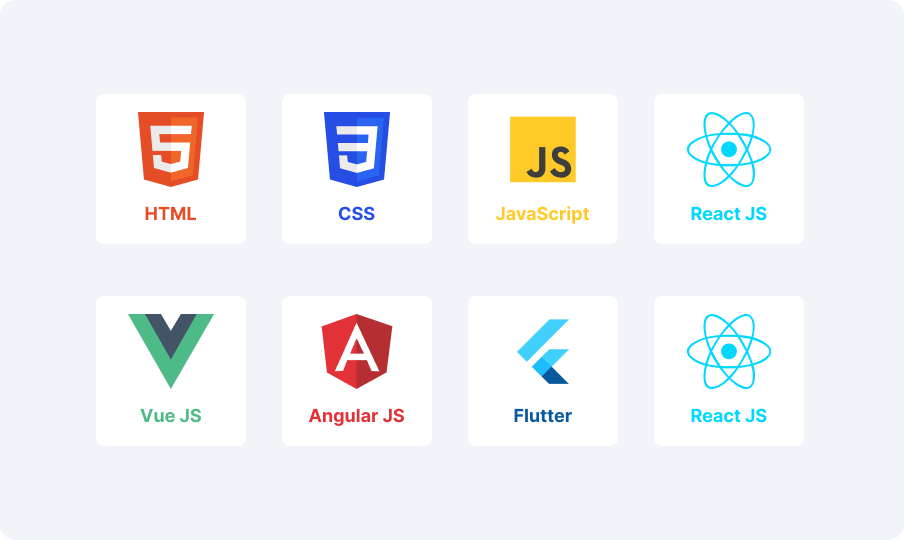 JS
HTML
CSS
JavaScript
React JS
Vue JS
Angular JS
Flutter
React JS